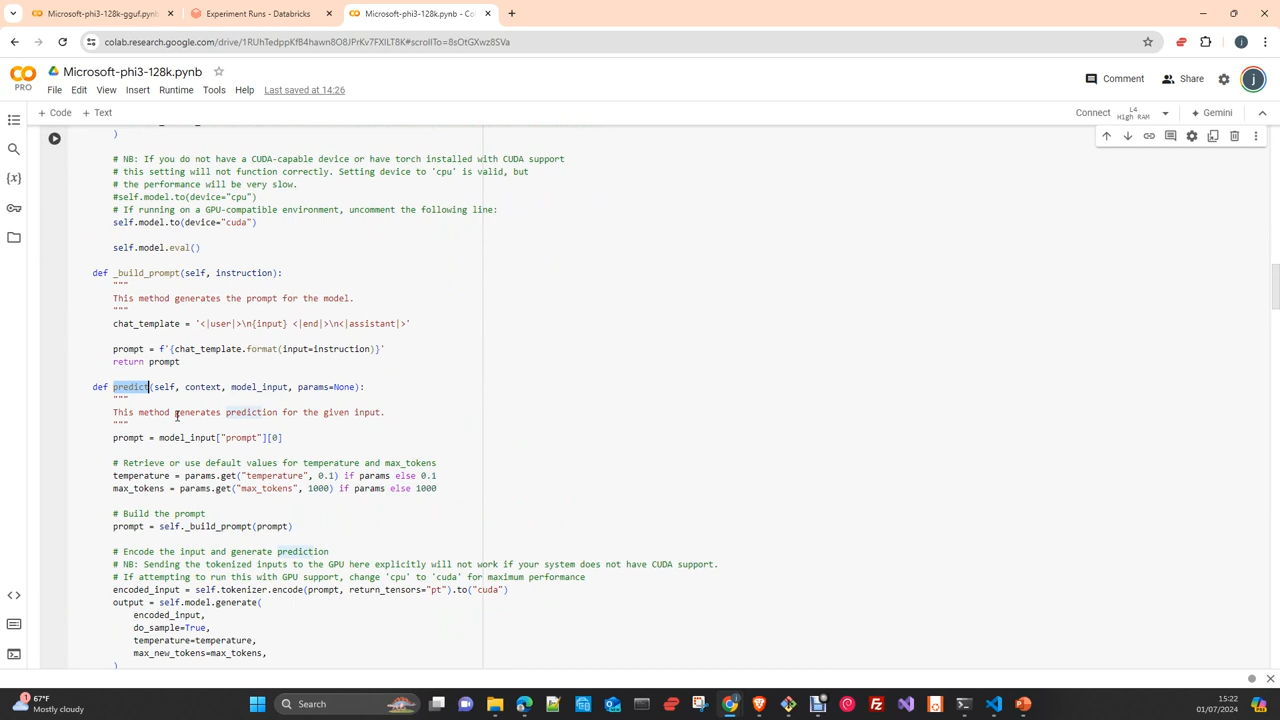 Microsoft-phi3-128k-gguf.pynb
Experiment Runs - Databricks
Microsoft-phi3-128k.pynb - Col
colab.research.google.com/drive/1RUhTedppKfB4hawn8O8JPrKv7FXILT8K#scrollTo=8sOtGXwz8SVa
CO
PRO
Microsoft-phi3-128k.pynb
File Edit View Insert Runtime Tools Help Last saved at 14:26
Comment
Share
j
+ Code + Text
Connect
L4
High RAM
Gemini
)
# NB: If you do not have a CUDA-capable device or have torch installed with CUDA support
# this setting will not function correctly. Setting device to 'cpu' is valid, but
# the performance will be very slow.
#self.model.to(device="cpu")
# If running on a GPU-compatible environment, uncomment the following line:
self.model.to(device="cuda")
self.model.eval()
def _build_prompt(self, instruction):
"""
This method generates the prompt for the model.
"""
chat_template = '<|user|>\n{input} <|end|>\n<|assistant|>'
prompt = f'{chat_template.format(input=instruction)}'
return prompt
def predict(self, context, model_input, params=None):
"""
This method generates prediction for the given input.
"""
prompt = model_input["prompt"][0]
# Retrieve or use default values for temperature and max_tokens
temperature = params.get("temperature", 0.1) if params else 0.1
max_tokens = params.get("max_tokens", 1000) if params else 1000
# Build the prompt
prompt = self._build_prompt(prompt)
# Encode the input and generate prediction
# NB: Sending the tokenized inputs to the GPU here explicitly will not work if your system does not have CUDA support.
# If attempting to run this with GPU support, change 'cpu' to 'cuda' for maximum performance
encoded_input = self.tokenizer.encode(prompt, return_tensors="pt").to("cuda")
output = self.model.generate(
encoded_input,
do_sample=True,
temperature=temperature,
max_new_tokens=max_tokens,
)
67°F
Mostly cloudy
Search
15:22
01/07/2024